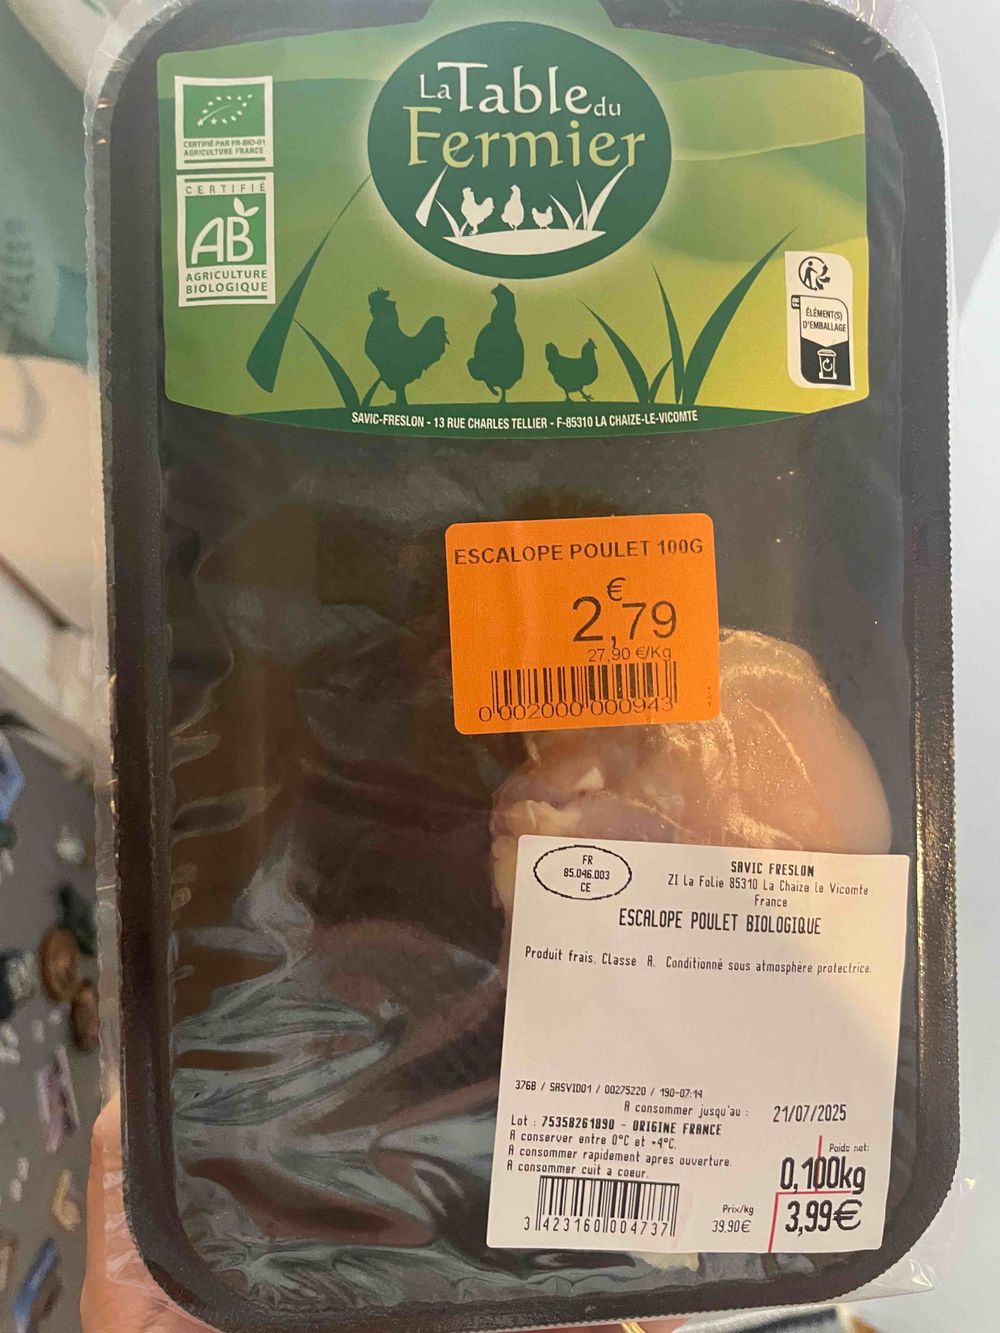 La Table du
Fermier
CERTIFIÉ PAR FR-BIO-01
AGRICULTURE FRANCE
CERTIFIÉ
AB
AGRICULTURE
BIOLOGIQUE
FR
ÉLÉMENT(S)
D'EMBALLAGE
SAVIC-FRESLON - 13 RUE CHARLES TELLIER - F-85310 LA CHAIZE-LE-VICOMTE
ESCALOPE POULET 100G
€
2,79
27,90 €/Kg
0 002000 000943
FR
85.046.003
CE
SAVIC FRESLON
ZI La Folie 85310 La Chaize Le Vicomte
France
ESCALOPE POULET BIOLOGIQUE
Produit frais. Classe A. Conditionné sous atmosphère protectrice.
376B / SASVID01 / 00275220 / 190-07:14
A consommer jusqu'au : 21/07/2025
Lot : 75358261890 - ORIGINE FRANCE
A conserver entre 0°C et +4°C.
A consommer rapidement apres ouverture.
A consommer cuit a coeur.
Poids net:
0,100kg
Prix/kg
39.90€
3,99€
3 423160 004737